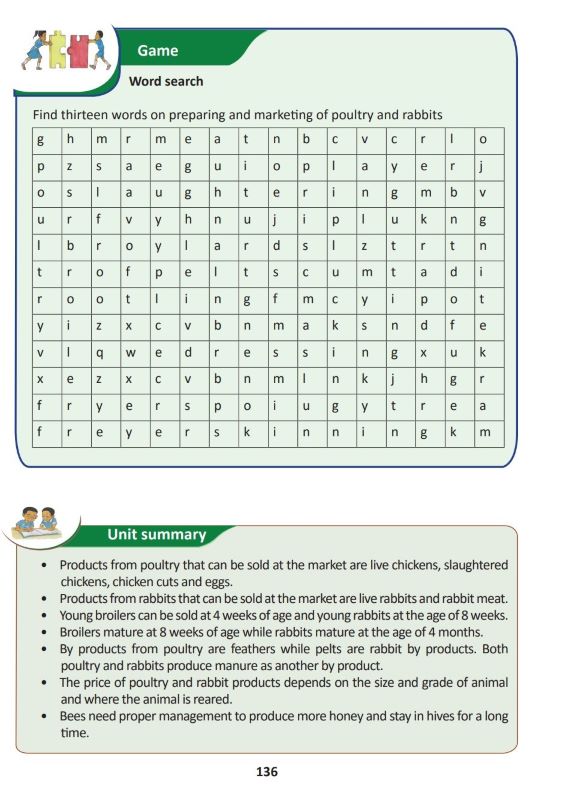 Game
Word search
Find thirteen words on preparing and marketing of poultry and rabbits
g h m r m e a t n b c v c r l o
p z s a e g u i o p l a y e r j
o s l a u g h t e r i n g m b v
u r f v y h n u j i p l u k n g
l b r o y l a r d s l z t r t n
t r o f p e l t s c u m t a d i
r o o t l i n g f m c y i p o t
y i z x c v b n m a k s n d f e
v l q w e d r e s s i n g x u k
x e z x c v b n m l n k j h g r
f r y e r s p o i u g y t r e a
f r e y e r s k i n n i n g k m
Unit summary
• Products from poultry that can be sold at the market are live chickens, slaughtered
chickens, chicken cuts and eggs.
• Products from rabbits that can be sold at the market are live rabbits and rabbit meat.
• Young broilers can be sold at 4 weeks of age and young rabbits at the age of 8 weeks.
• Broilers mature at 8 weeks of age while rabbits mature at the age of 4 months.
• By products from poultry are feathers while pelts are rabbit by products. Both
poultry and rabbits produce manure as another by product.
• The price of poultry and rabbit products depends on the size and grade of animal
and where the animal is reared.
• Bees need proper management to produce more honey and stay in hives for a long
time.
136